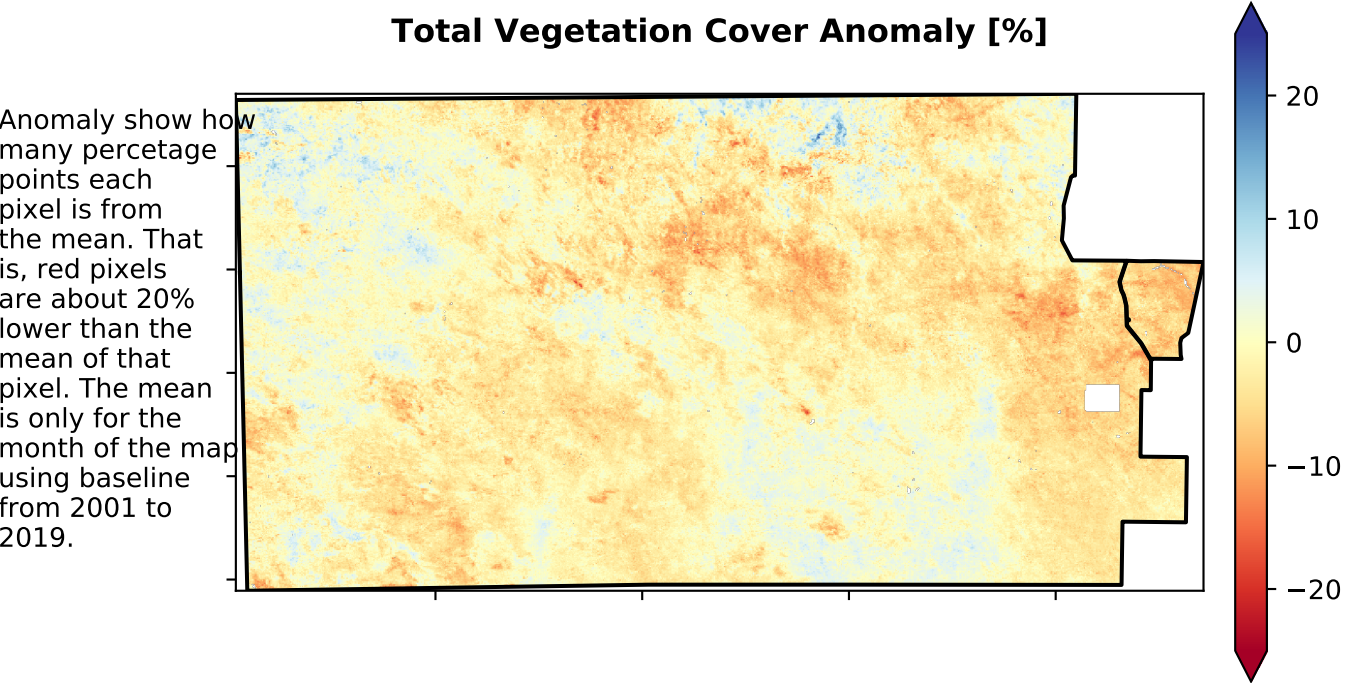 Total Vegetation Cover Anomaly [%]
Anomaly show how
many percetage
points each
pixel is from
the mean. That
is, red pixels
are about 20%
lower than the
mean of that
pixel. The mean
is only for the
month of the map
using baseline
from 2001 to
2019.
20
10
0
−10
−20